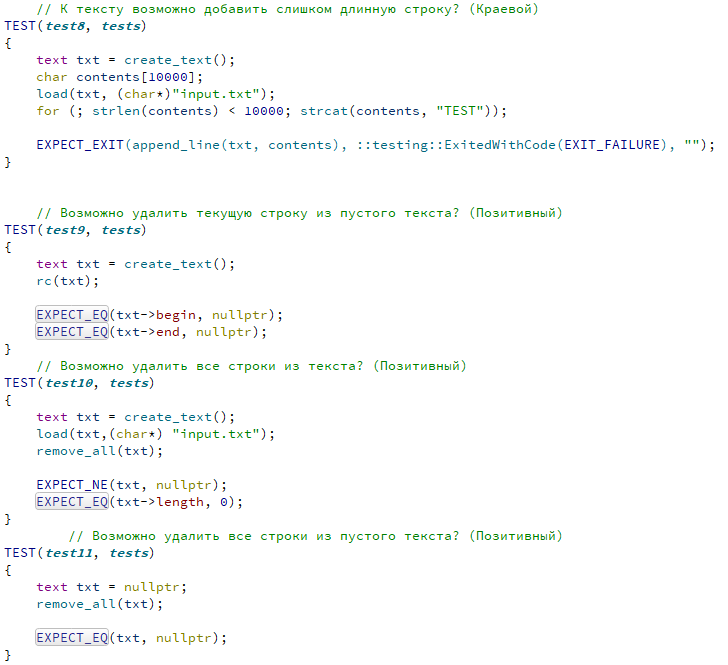 // К тексту возможно добавить слишком длинную строку? (Краевой)
TEST(test8, tests)
{
text txt = create_text();
char contents[10000];
load(txt, (char*)"input.txt");
for (; strlen(contents) < 10000; strcat(contents, "TEST"));
EXPECT_EXIT(append_line(txt, contents), ::testing::ExitedWithCode(EXIT_FAILURE), "");
}
// Возможно удалить текущую строку из пустого текста? (Позитивный)
TEST(test9, tests)
{
text txt = create_text();
rc(txt);
EXPECT_EQ(txt->begin, nullptr);
EXPECT_EQ(txt->end, nullptr);
}
// Возможно удалить все строки из текста? (Позитивный)
TEST(test10, tests)
{
text txt = create_text();
load(txt,(char*) "input.txt");
remove_all(txt);
EXPECT_NE(txt, nullptr);
EXPECT_EQ(txt->length, 0);
}
// Возможно удалить все строки из пустого текста? (Позитивный)
TEST(test11, tests)
{
text txt = nullptr;
remove_all(txt);
EXPECT_EQ(txt, nullptr);
}